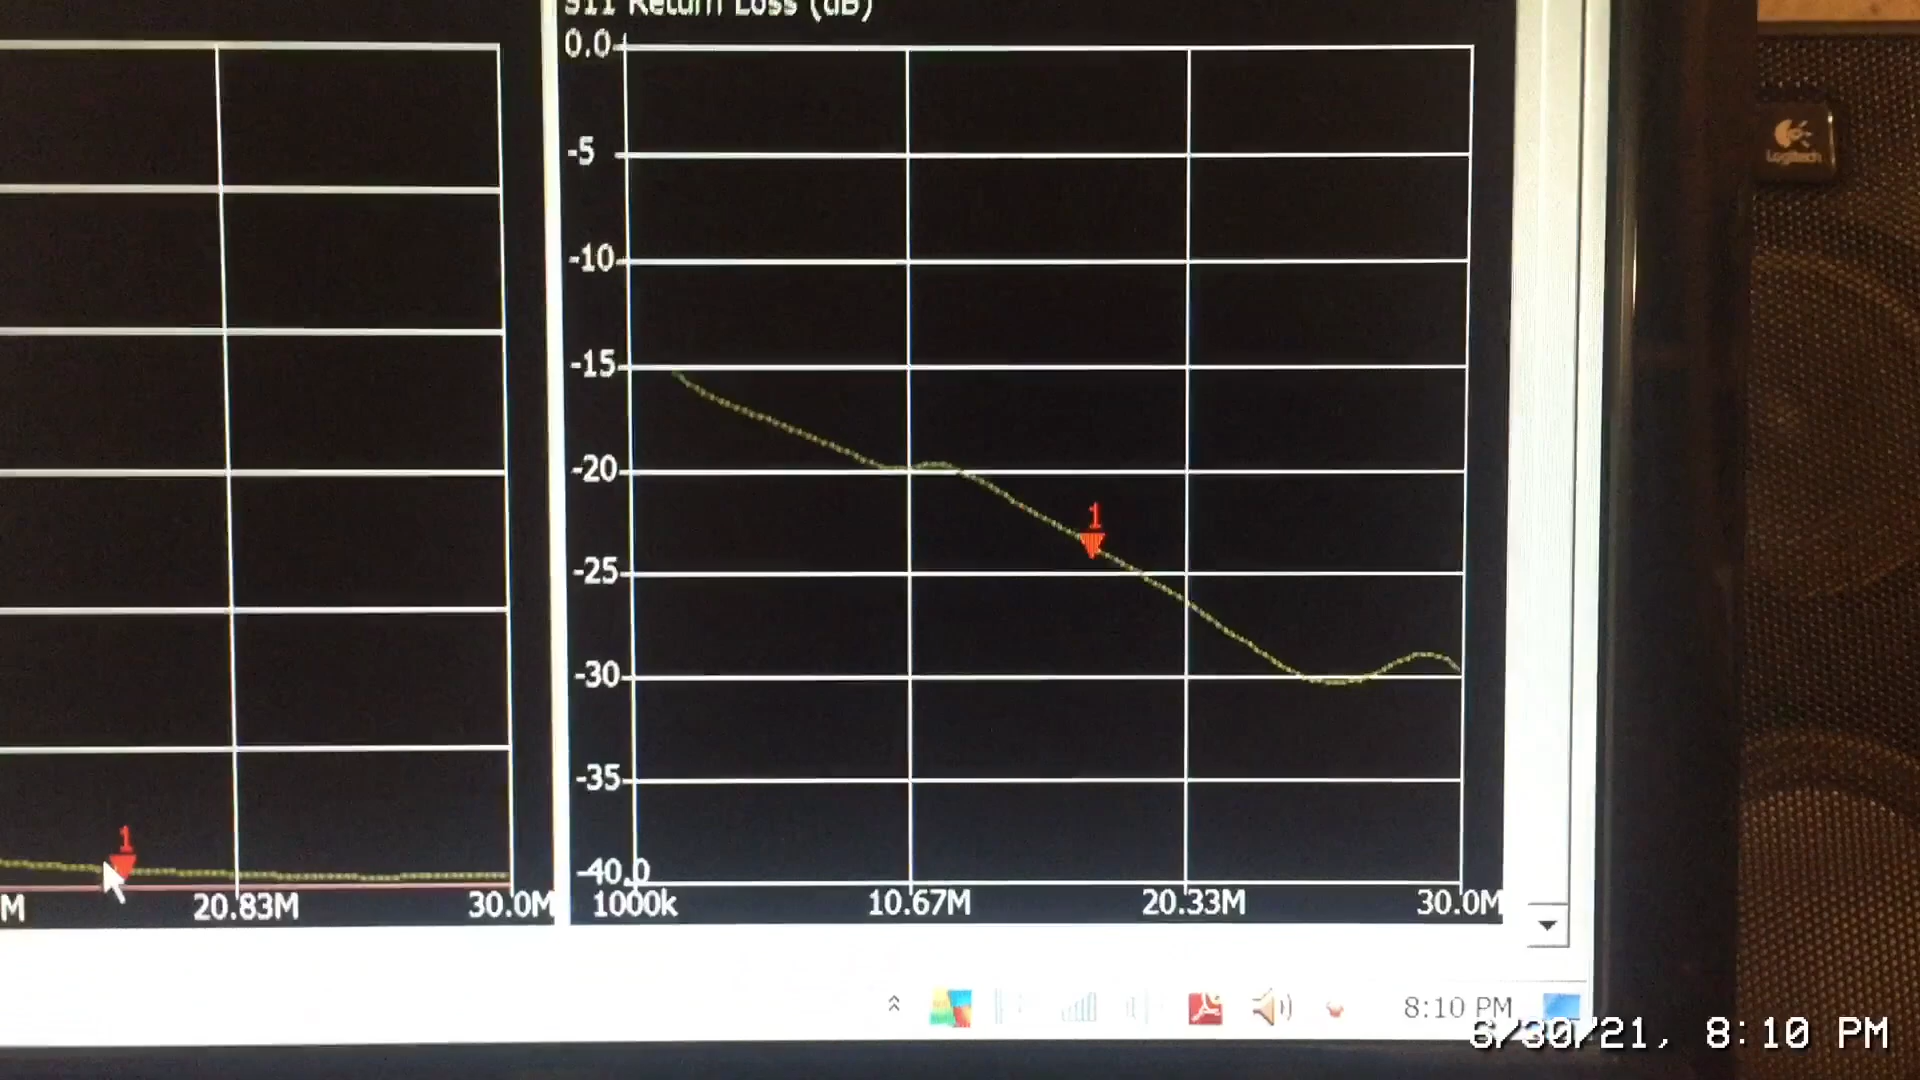 S11 Return Loss (dB)
0.0
-5
-10
-15
-20
-25
-30
-35
-40.0
1000k
10.67M
20.33M
30.0M
1
1
M
20.83M
30.0M
Logitech
8:10 PM
6/30/21, 8:10 PM